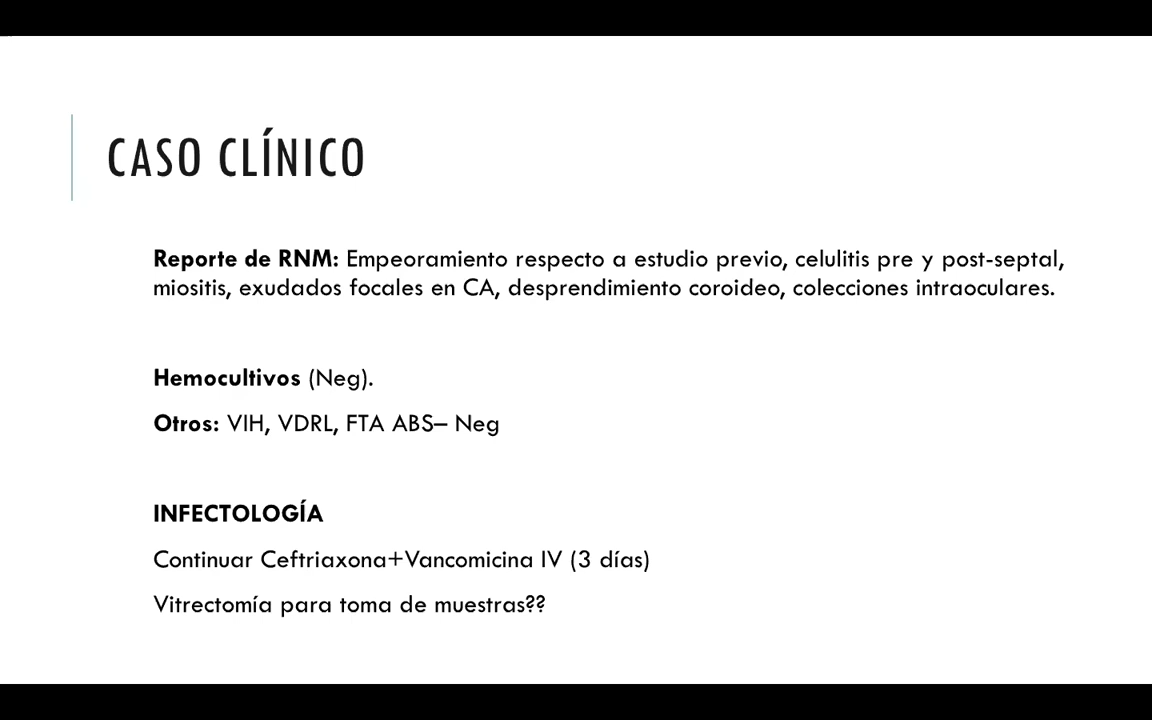 CASO CLÍNICO
Reporte de RNM: Empeoramiento respecto a estudio previo, celulitis pre y post-septal,
miositis, exudados focales en CA, desprendimiento coroideo, colecciones intraoculares.
Hemocultivos (Neg).
Otros: VIH, VDRL, FTA ABS– Neg
INFECTOLOGÍA
Continuar Ceftriaxona+Vancomicina IV (3 días)
Vitrectomía para toma de muestras??